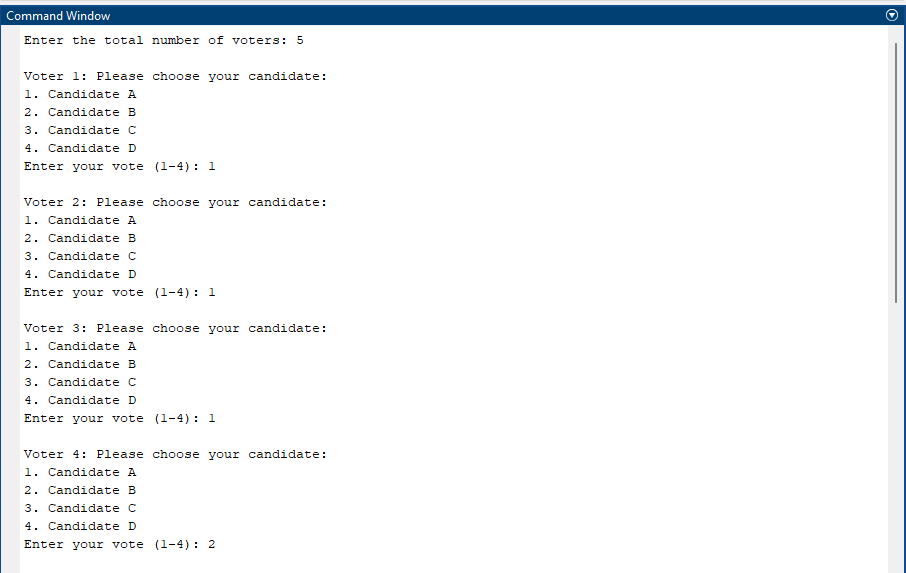 Command Window
Enter the total number of voters: 5
Voter 1: Please choose your candidate:
1. Candidate A
2. Candidate B
3. Candidate C
4. Candidate D
Enter your vote (1-4): 1
Voter 2: Please choose your candidate:
1. Candidate A
2. Candidate B
3. Candidate C
4. Candidate D
Enter your vote (1-4): 1
Voter 3: Please choose your candidate:
1. Candidate A
2. Candidate B
3. Candidate C
4. Candidate D
Enter your vote (1-4): 1
Voter 4: Please choose your candidate:
1. Candidate A
2. Candidate B
3. Candidate C
4. Candidate D
Enter your vote (1-4): 2